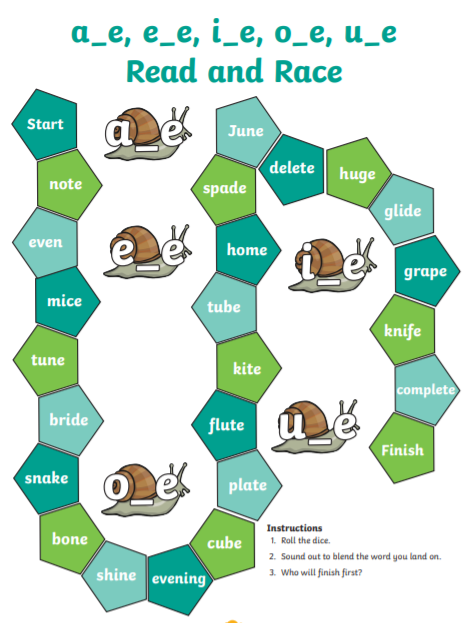 a_e, e_e, i_e, o_e, u_e
Read and Race
Start
note
even
mice
tune
bride
snake
bone
shine
evening
cube
plate
flute
kite
tube
home
spade
June
delete
huge
glide
grape
knife
complete
Finish
a_e
e_e
i_e
o_e
u_e
Instructions
1. Roll the dice.
2. Sound out to blend the word you land on.
3. Who will finish first?